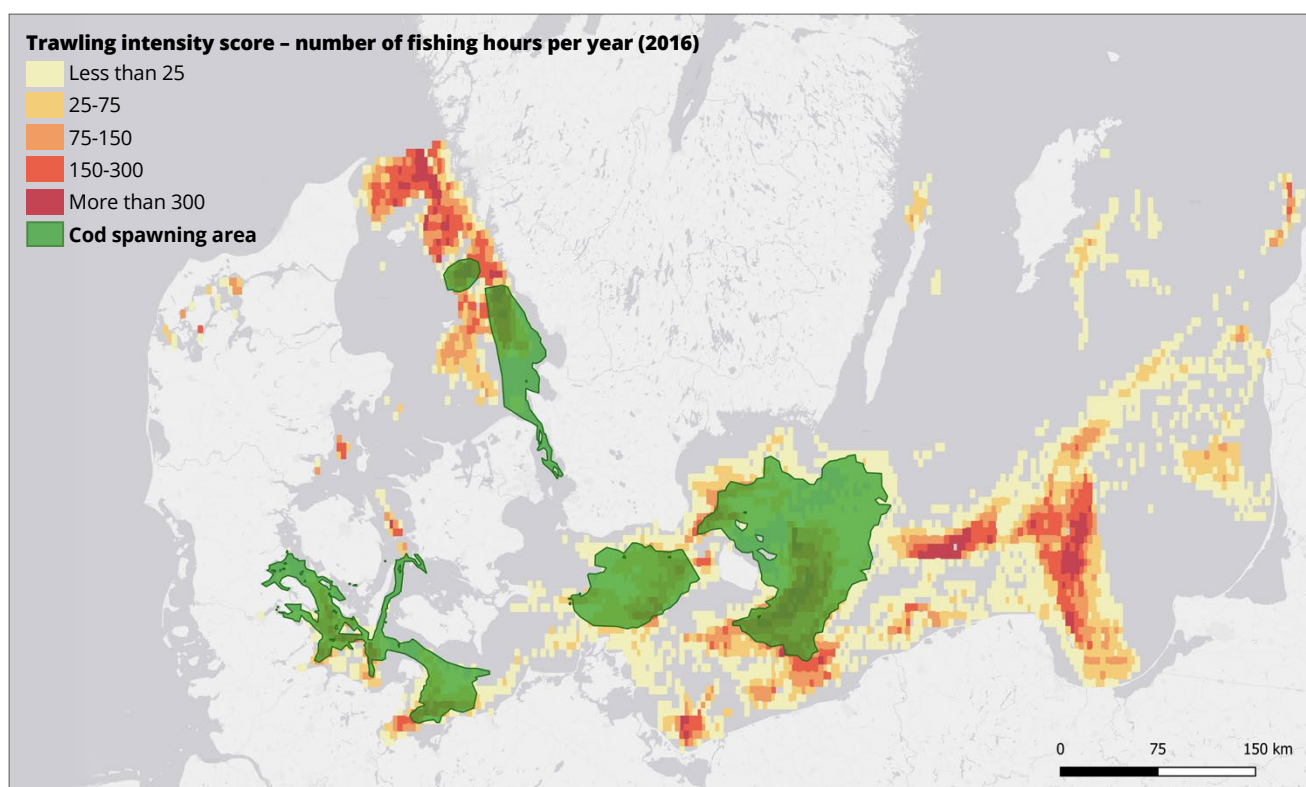 Trawling intensity score – number of fishing hours per year (2016)
Less than 25
25-75
75-150
150-300
More than 300
Cod spawning area
0 75 150 km